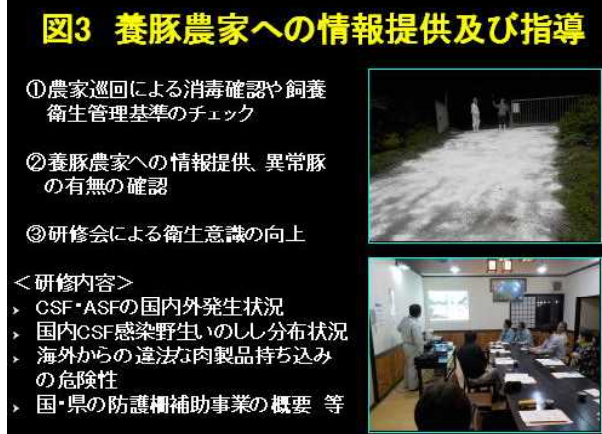 図3 養豚農家への情報提供及び指導
①農家巡回による消毒確認や飼養
衛生管理基準のチェック
②養豚農家への情報提供、異常豚
の有無の確認
③研修会による衛生意識の向上
＜研修内容＞
› CSF・ASFの国内外発生状況
› 国内CSF感染野生いのしし分布状況
› 海外からの違法な肉製品持ち込み
の危険性
› 国・県の防護柵補助事業の概要 等